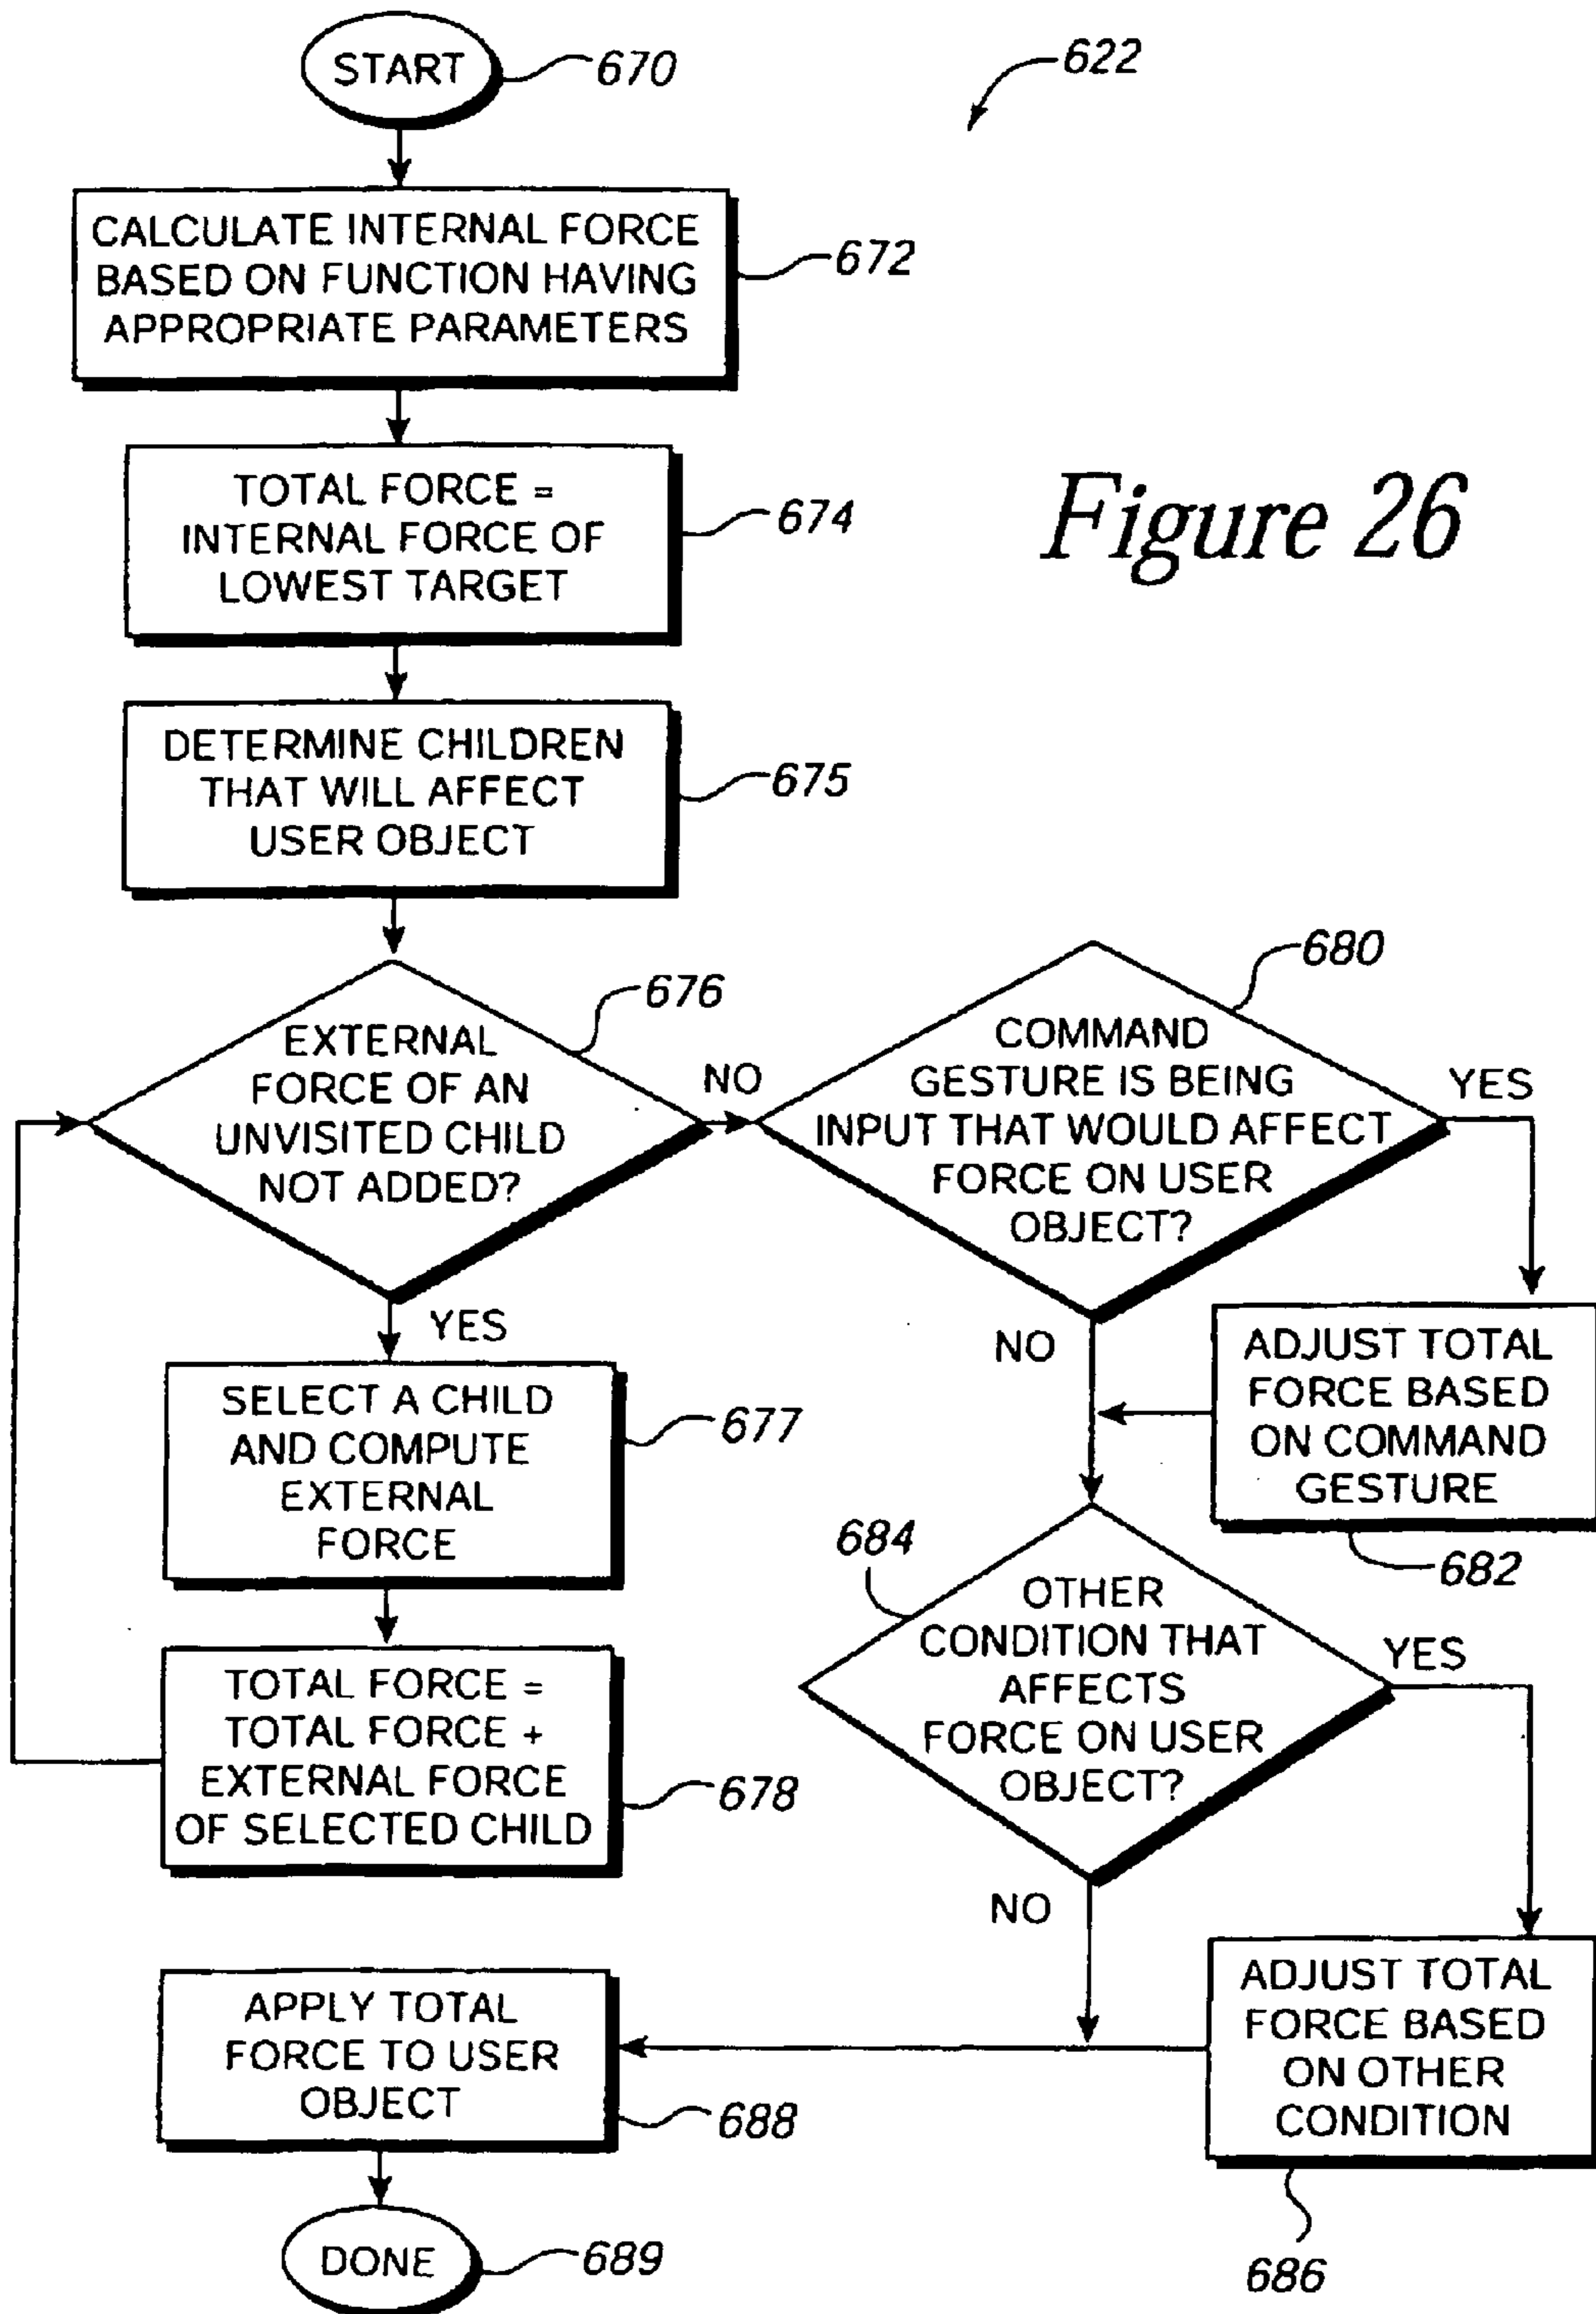 START
670
622
CALCULATE INTERNAL FORCE
BASED ON FUNCTION HAVING
APPROPRIATE PARAMETERS
672
TOTAL FORCE =
INTERNAL FORCE OF
LOWEST TARGET
674
Figure 26
DETERMINE CHILDREN
THAT WILL AFFECT
USER OBJECT
675
EXTERNAL
FORCE OF AN
UNVISITED CHILD
NOT ADDED?
676
NO
YES
COMMAND
GESTURE IS BEING
INPUT THAT WOULD AFFECT
FORCE ON USER
OBJECT?
680
YES
NO
SELECT A CHILD
AND COMPUTE
EXTERNAL
FORCE
677
ADJUST TOTAL
FORCE BASED
ON COMMAND
GESTURE
682
TOTAL FORCE =
TOTAL FORCE +
EXTERNAL FORCE
OF SELECTED CHILD
678
684
OTHER
CONDITION THAT
AFFECTS
FORCE ON USER
OBJECT?
YES
NO
ADJUST TOTAL
FORCE BASED
ON OTHER
CONDITION
686
APPLY TOTAL
FORCE TO USER
OBJECT
688
DONE
689